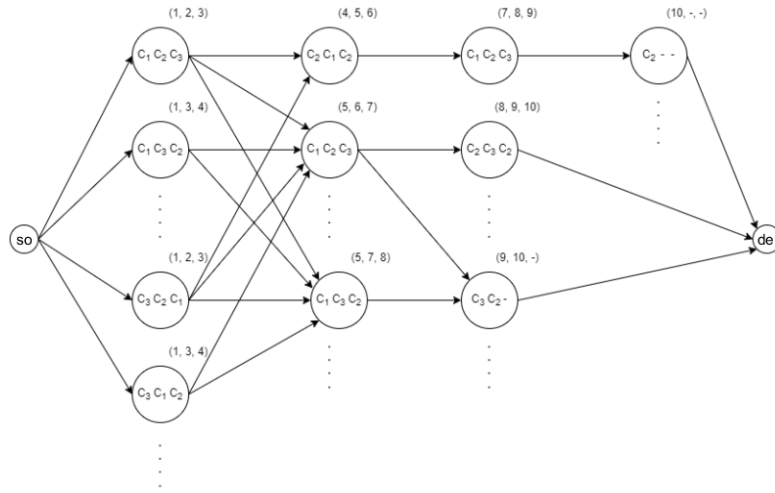 (1, 2, 3)
(4, 5, 6)
(7, 8, 9)
(10, -, -)
C₁ C₂ C₃
C₂ C₁ C₂
C₁ C₂ C₃
C₂ - -
(1, 3, 4)
(5, 6, 7)
(8, 9, 10)
C₁ C₃ C₂
C₁ C₂ C₃
C₂ C₃ C₂
so
de
(1, 2, 3)
(5, 7, 8)
(9, 10, -)
C₃ C₂ C₁
C₁ C₃ C₂
C₃ C₂ -
(1, 3, 4)
C₃ C₁ C₂